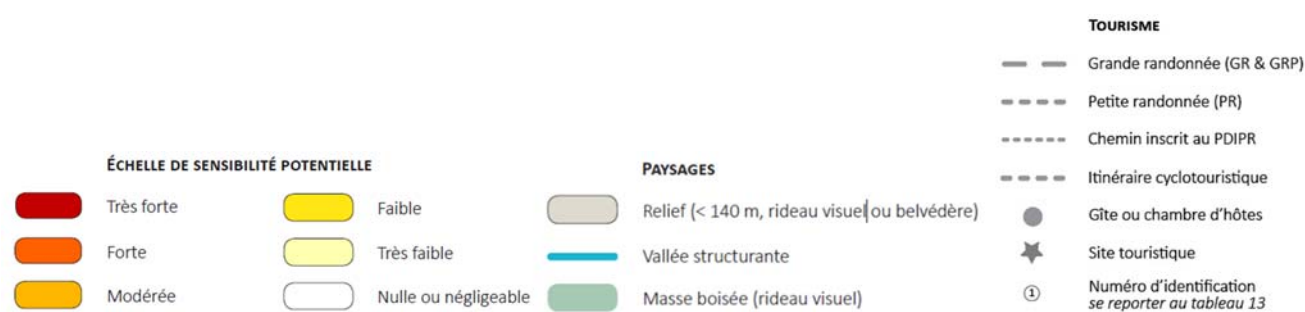 ÉCHELLE DE SENSIBILITÉ POTENTIELLE
Très forte
Forte
Modérée
Faible
Très faible
Nulle ou négligeable
PAYSAGES
Relief (< 140 m, rideau visuel ou belvédère)
Vallée structurante
Masse boisée (rideau visuel)
TOURISME
Grande randonnée (GR & GRP)
Petite randonnée (PR)
Chemin inscrit au PDIPR
Itinéraire cyclotouristique
Gîte ou chambre d'hôtes
Site touristique
① Numéro d'identification
se reporter au tableau 13